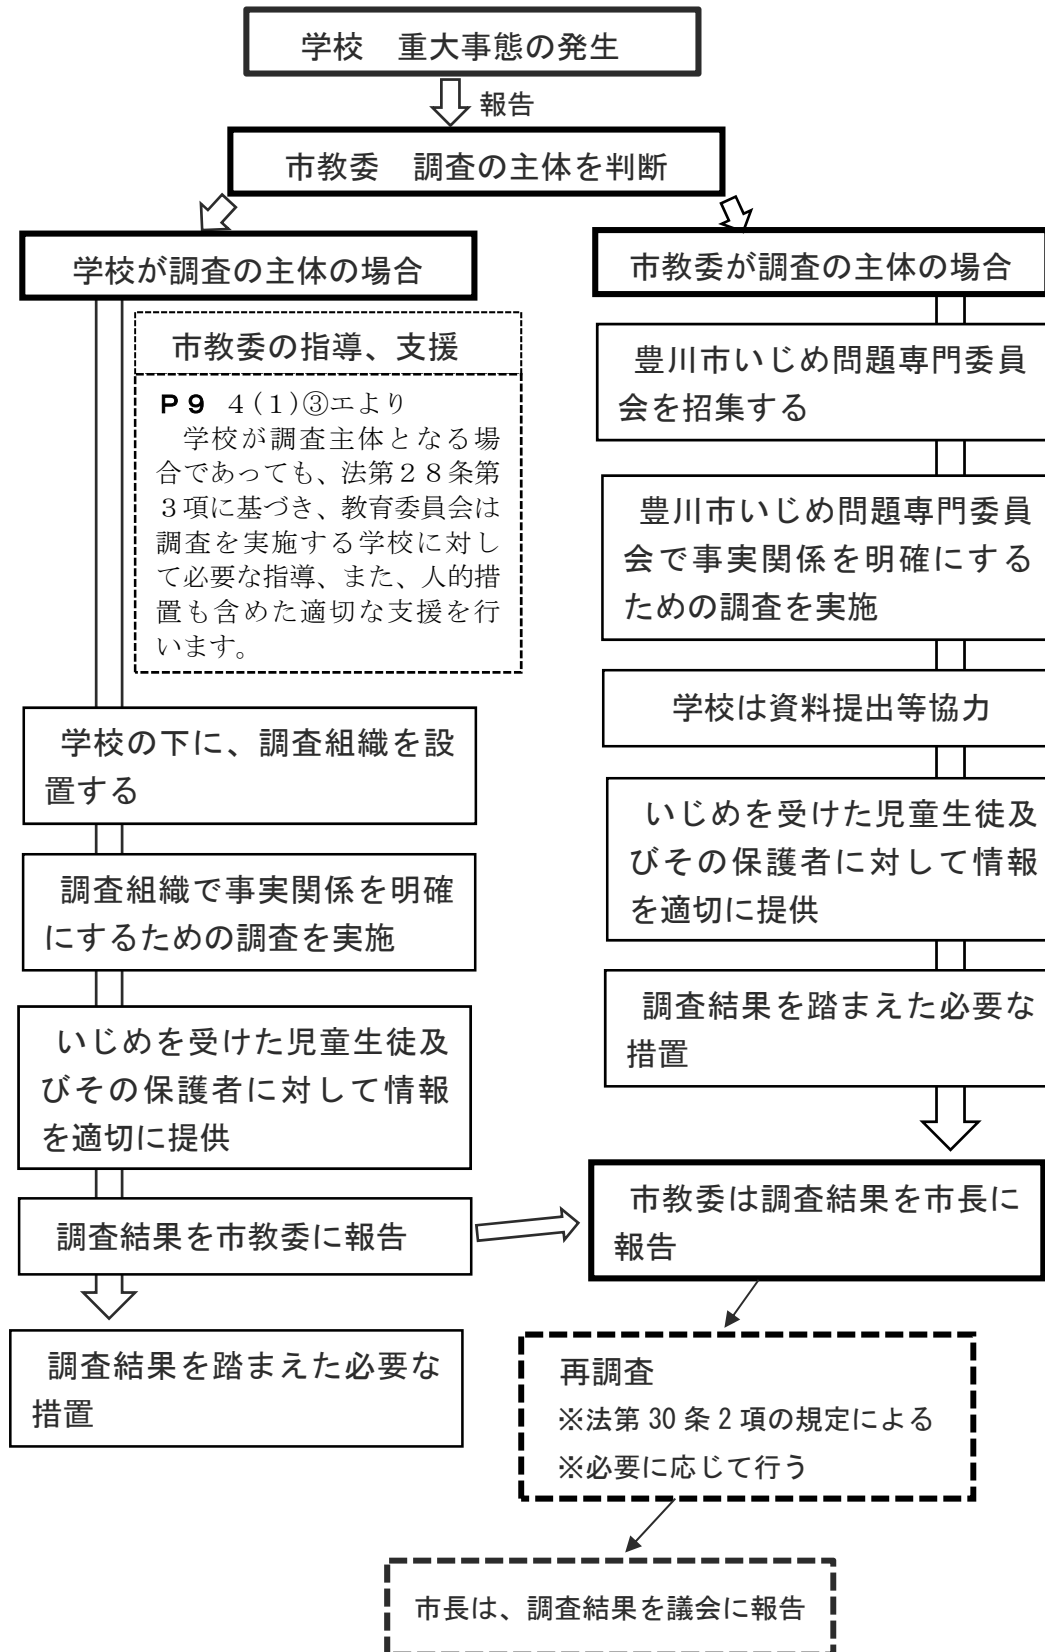 学校　重大事態の発生
報告
市教委　調査の主体を判断
学校が調査の主体の場合
市教委の指導、支援
Ｐ９　４(１)③エより
　学校が調査主体となる場
合であっても、法第２８条第
３項に基づき、教育委員会は
調査を実施する学校に対し
て必要な指導、また、人的措
置も含めた適切な支援を行
います。
学校の下に、調査組織を設
置する
調査組織で事実関係を明確
にするための調査を実施
いじめを受けた児童生徒及
びその保護者に対して情報
を適切に提供
調査結果を市教委に報告
調査結果を踏まえた必要な
措置
市教委が調査の主体の場合
豊川市いじめ問題専門委員
会を招集する
豊川市いじめ問題専門委員
会で事実関係を明確にする
ための調査を実施
学校は資料提出等協力
いじめを受けた児童生徒及
びその保護者に対して情報
を適切に提供
調査結果を踏まえた必要な
措置
市教委は調査結果を市長に
報告
再調査
※法第 30 条 2 項の規定による
※必要に応じて行う
市長は、調査結果を議会に報告